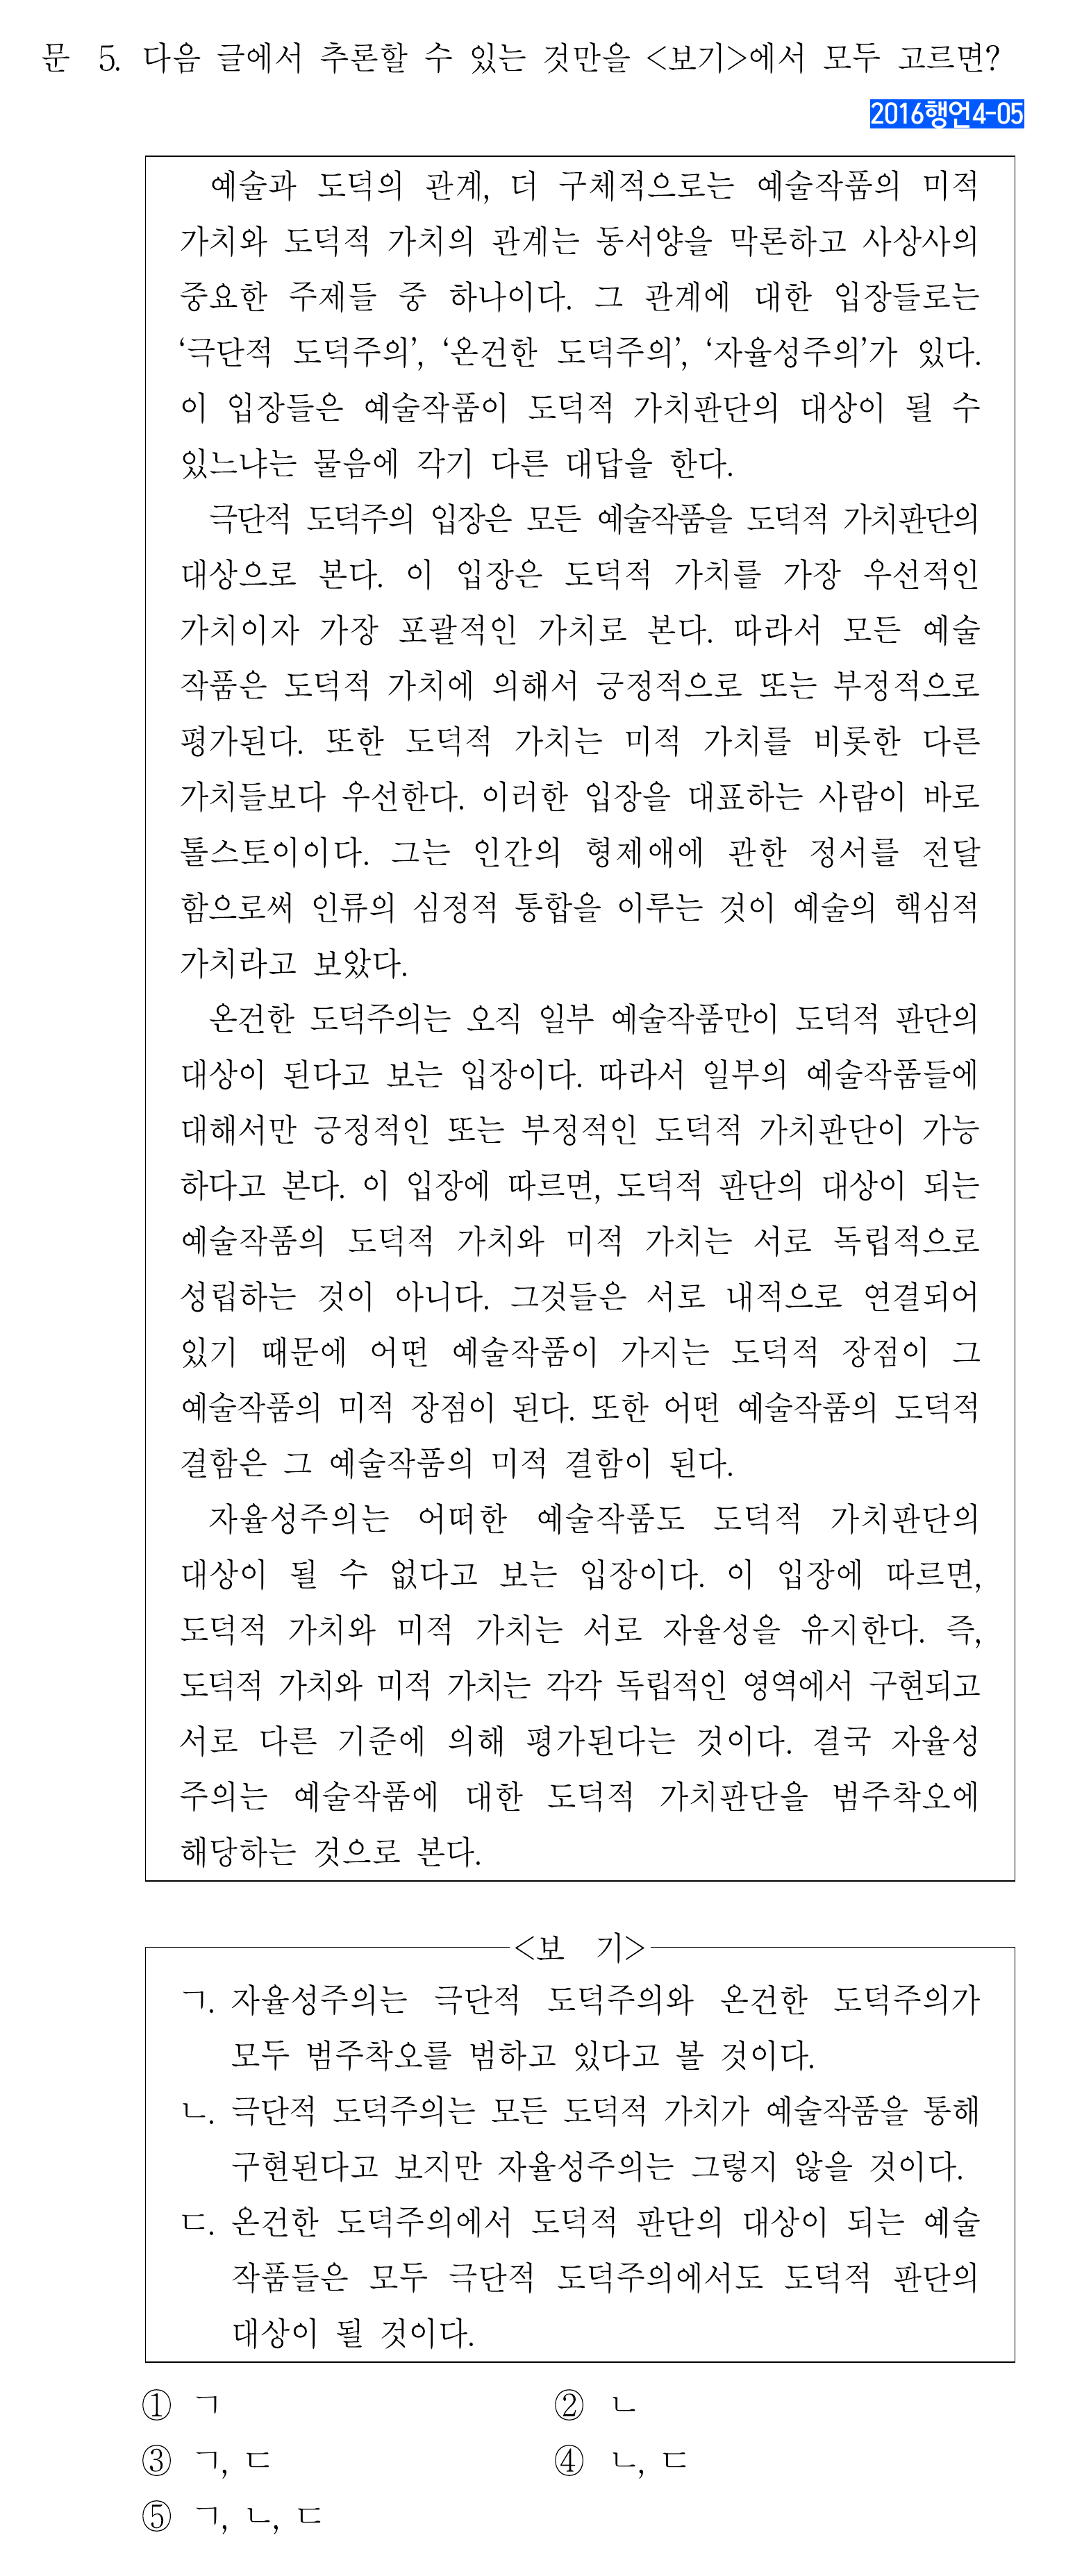 문 5. 다음 글에서 추론할 수 있는 것만을 <보기>에서 모두 고르면?
2016행언4-05
예술과 도덕의 관계, 더 구체적으로는 예술작품의 미적
가치와 도덕적 가치의 관계는 동서양을 막론하고 사상사의
중요한 주제들 중 하나이다. 그 관계에 대한 입장들로는
‘극단적 도덕주의’, ‘온건한 도덕주의’, ‘자율성주의’가 있다.
이 입장들은 예술작품이 도덕적 가치판단의 대상이 될 수
있느냐는 물음에 각기 다른 대답을 한다.
극단적 도덕주의 입장은 모든 예술작품을 도덕적 가치판단의
대상으로 본다. 이 입장은 도덕적 가치를 가장 우선적인
가치이자 가장 포괄적인 가치로 본다. 따라서 모든 예술
작품은 도덕적 가치에 의해서 긍정적으로 또는 부정적으로
평가된다. 또한 도덕적 가치는 미적 가치를 비롯한 다른
가치들보다 우선한다. 이러한 입장을 대표하는 사람이 바로
톨스토이이다. 그는 인간의 형제애에 관한 정서를 전달
함으로써 인류의 심정적 통합을 이루는 것이 예술의 핵심적
가치라고 보았다.
온건한 도덕주의는 오직 일부 예술작품만이 도덕적 판단의
대상이 된다고 보는 입장이다. 따라서 일부의 예술작품들에
대해서만 긍정적인 또는 부정적인 도덕적 가치판단이 가능
하다고 본다. 이 입장에 따르면, 도덕적 판단의 대상이 되는
예술작품의 도덕적 가치와 미적 가치는 서로 독립적으로
성립하는 것이 아니다. 그것들은 서로 내적으로 연결되어
있기 때문에 어떤 예술작품이 가지는 도덕적 장점이 그
예술작품의 미적 장점이 된다. 또한 어떤 예술작품의 도덕적
결함은 그 예술작품의 미적 결함이 된다.
자율성주의는 어떠한 예술작품도 도덕적 가치판단의
대상이 될 수 없다고 보는 입장이다. 이 입장에 따르면,
도덕적 가치와 미적 가치는 서로 자율성을 유지한다. 즉,
도덕적 가치와 미적 가치는 각각 독립적인 영역에서 구현되고
서로 다른 기준에 의해 평가된다는 것이다. 결국 자율성
주의는 예술작품에 대한 도덕적 가치판단을 범주착오에
해당하는 것으로 본다.
<보 기>
ㄱ. 자율성주의는 극단적 도덕주의와 온건한 도덕주의가
모두 범주착오를 범하고 있다고 볼 것이다.
ㄴ. 극단적 도덕주의는 모든 도덕적 가치가 예술작품을 통해
구현된다고 보지만 자율성주의는 그렇지 않을 것이다.
ㄷ. 온건한 도덕주의에서 도덕적 판단의 대상이 되는 예술
작품들은 모두 극단적 도덕주의에서도 도덕적 판단의
대상이 될 것이다.
① ㄱ ② ㄴ
③ ㄱ, ㄷ ④ ㄴ, ㄷ
⑤ ㄱ, ㄴ, ㄷ